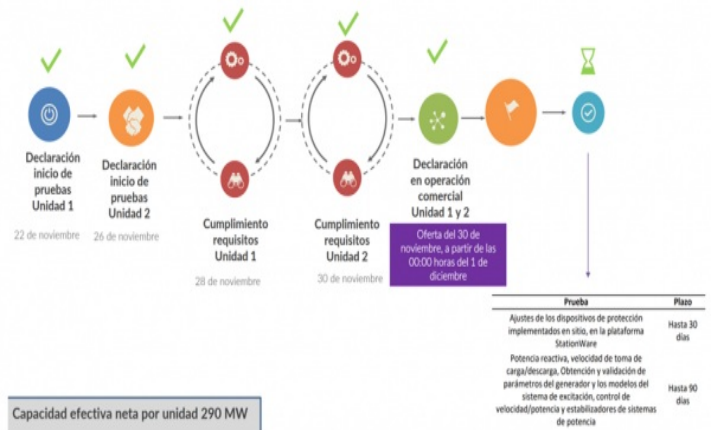 Declaración
inicio de
pruebas
Unidad 1
22 de noviembre
Declaración
inicio de
pruebas
Unidad 2
26 de noviembre
Cumplimiento
requisitos
Unidad 1
28 de noviembre
Cumplimiento
requisitos
Unidad 2
30 de noviembre
Declaración
en operación
comercial
Unidad 1 y 2
Oferta del 30 de
noviembre, a partir de las
00:00 horas del 1 de
diciembre
Prueba Plazo
Ajustes de los dispositivos de protección
implementados en sitio, en la plataforma
StationWare
Hasta 30
días
Potencia reactiva, velocidad de toma de
carga/descarga, Obtención y validación de
parámetros del generador y los modelos del
sistema de excitación, control de
velocidad/potencia y estabilizadores de sistemas
de potencia
Hasta 90
días
Capacidad efectiva neta por unidad 290 MW